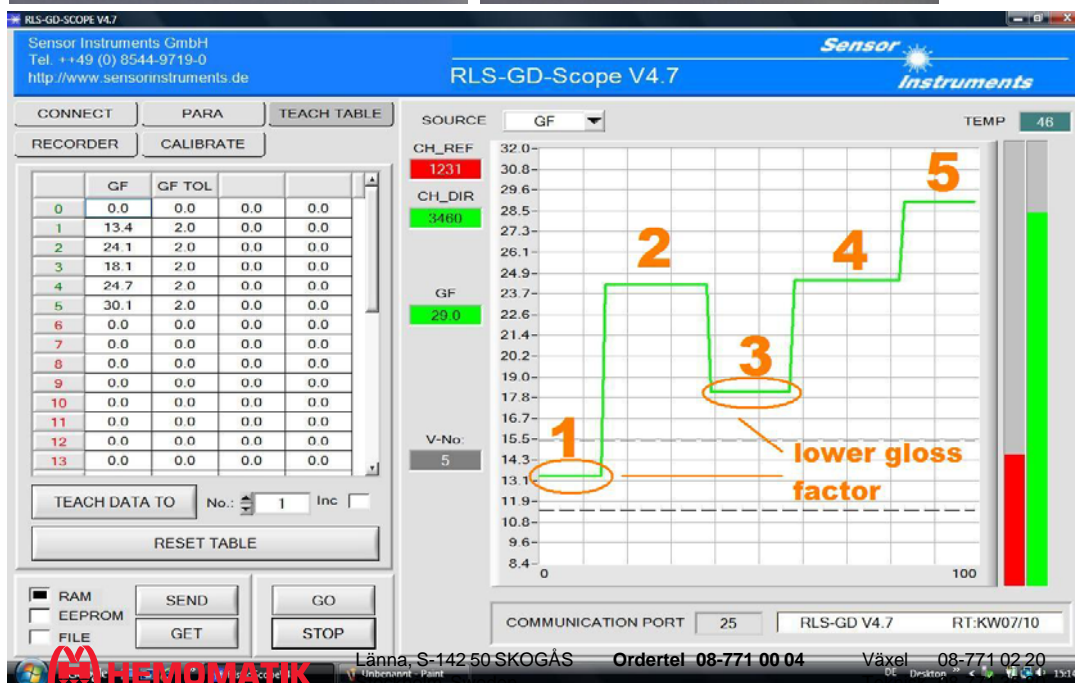 RLS-GD-SCOPE V4.7
Sensor Instruments GmbH
Tel. ++49 (0) 8544-9719-0
http://www.sensorinstruments.de
RLS-GD-Scope V4.7
Sensor
Instruments
CONNECT PARA TEACH TABLE
RECORDER CALIBRATE
SOURCE GF TEMP 46
CH_REF
1231
CH_DIR
3460
GF
29.0
V-No:
5
GF GF TOL
0 0.0 0.0 0.0 0.0
1 13.4 2.0 0.0 0.0
2 24.1 2.0 0.0 0.0
3 18.1 2.0 0.0 0.0
4 24.7 2.0 0.0 0.0
5 30.1 2.0 0.0 0.0
6 0.0 0.0 0.0 0.0
7 0.0 0.0 0.0 0.0
8 0.0 0.0 0.0 0.0
9 0.0 0.0 0.0 0.0
10 0.0 0.0 0.0 0.0
11 0.0 0.0 0.0 0.0
12 0.0 0.0 0.0 0.0
13 0.0 0.0 0.0 0.0
32.0
30.8
29.6
28.5
27.3
26.1
24.9
23.7
22.6
21.4
20.2
19.0
17.8
16.7
15.5
14.3
13.1
11.9
10.8
9.6
8.4
0 100
1
2
3
4
5
lower gloss
factor
TEACH DATA TO No.: 1 Inc
RESET TABLE
RAM
EEPROM
FILE
SEND GO
GET STOP
COMMUNICATION PORT 25 RLS-GD V4.7 RT:KW07/10
HEMOMATIK
Länna, S-142 50 SKOGÅS Ordertel 08-771 00 04 Växel 08-771 02 20
Unbenannt - Paint
DE Desktop 15:14